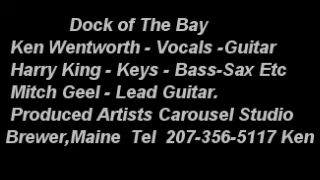 Dock of The Bay
Ken Wentworth - Vocals -Guitar
Harry King - Keys - Bass-Sax Etc
Mitch Geel - Lead Guitar.
Produced Artists Carousel Studio
Brewer,Maine  Tel  207-356-5117 Ken